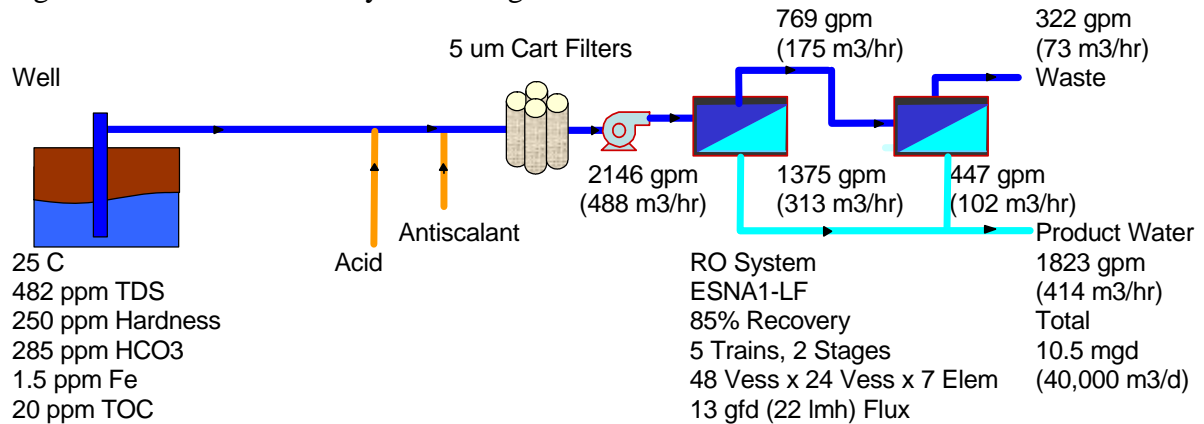 769 gpm
(175 m3/hr)
322 gpm
(73 m3/hr)
Waste
5 um Cart Filters
Well
2146 gpm
(488 m3/hr)
1375 gpm
(313 m3/hr)
447 gpm
(102 m3/hr)
Antiscalant
Acid
25 C
482 ppm TDS
250 ppm Hardness
285 ppm HCO3
1.5 ppm Fe
20 ppm TOC
RO System
ESNA1-LF
85% Recovery
5 Trains, 2 Stages
48 Vess x 24 Vess x 7 Elem
13 gfd (22 lmh) Flux
Product Water
1823 gpm
(414 m3/hr)
Total
10.5 mgd
(40,000 m3/d)